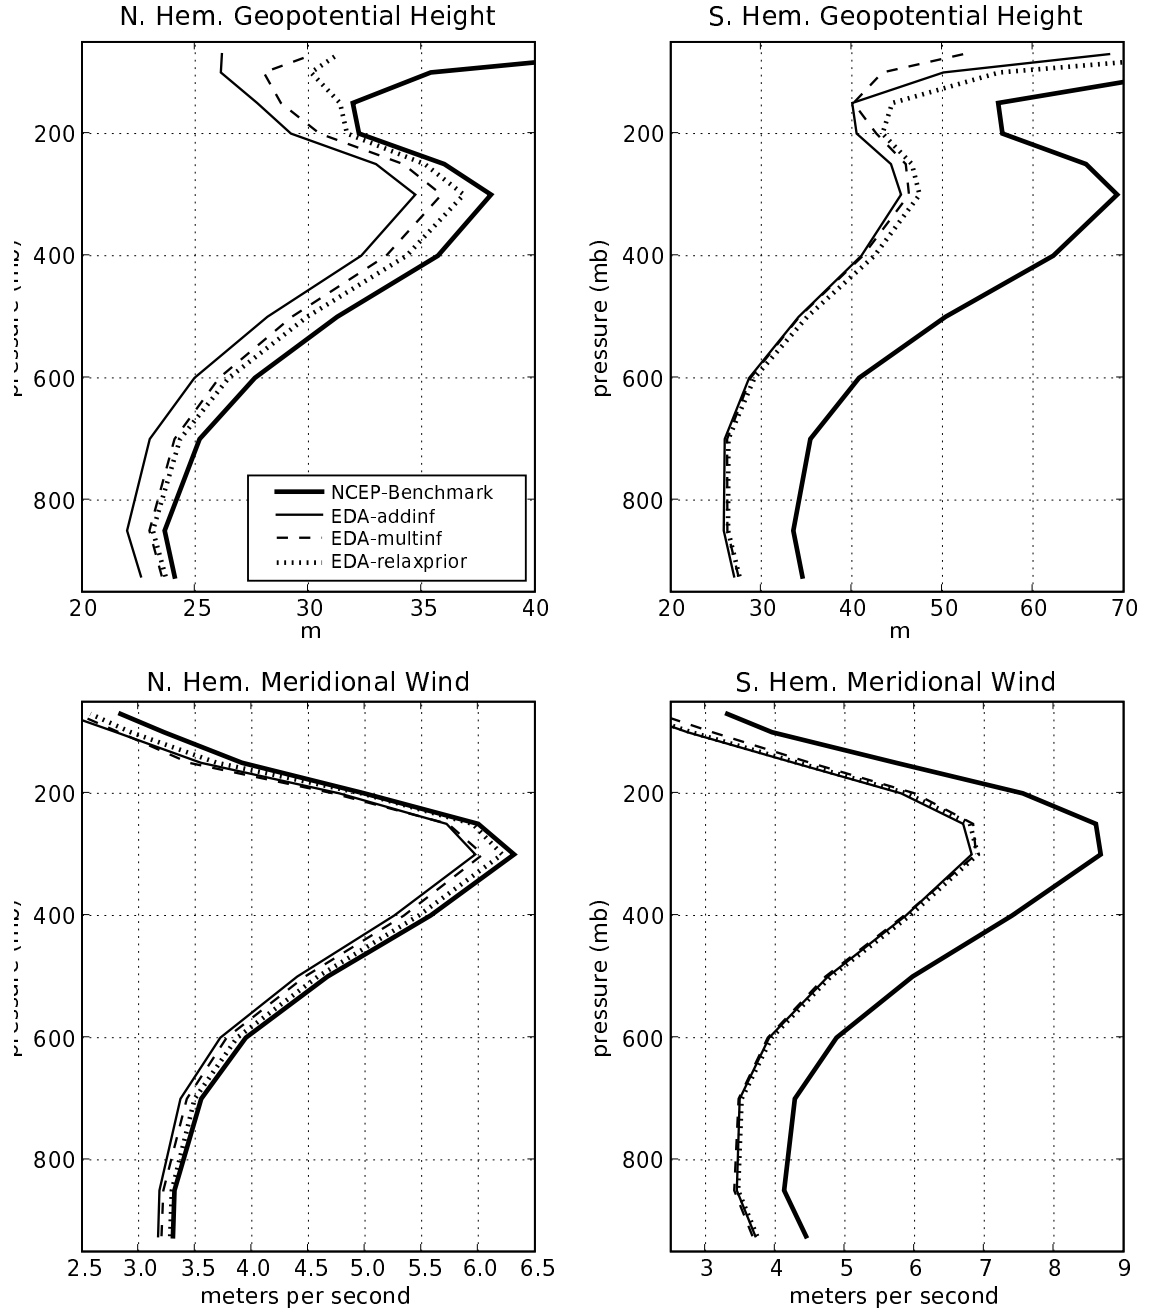 N. Hem. Geopotential Height
S. Hem. Geopotential Height
pressure (mb)
200
400
600
800
NCEP-Benchmark
EDA-addinf
EDA-multinf
EDA-relaxprior
20 25 30 35 40
m
pressure (mb)
200
400
600
800
20 30 40 50 60 70
m
N. Hem. Meridional Wind
S. Hem. Meridional Wind
pressure (mb)
200
400
600
800
2.5 3.0 3.5 4.0 4.5 5.0 5.5 6.0 6.5
meters per second
pressure (mb)
200
400
600
800
3 4 5 6 7 8 9
meters per second